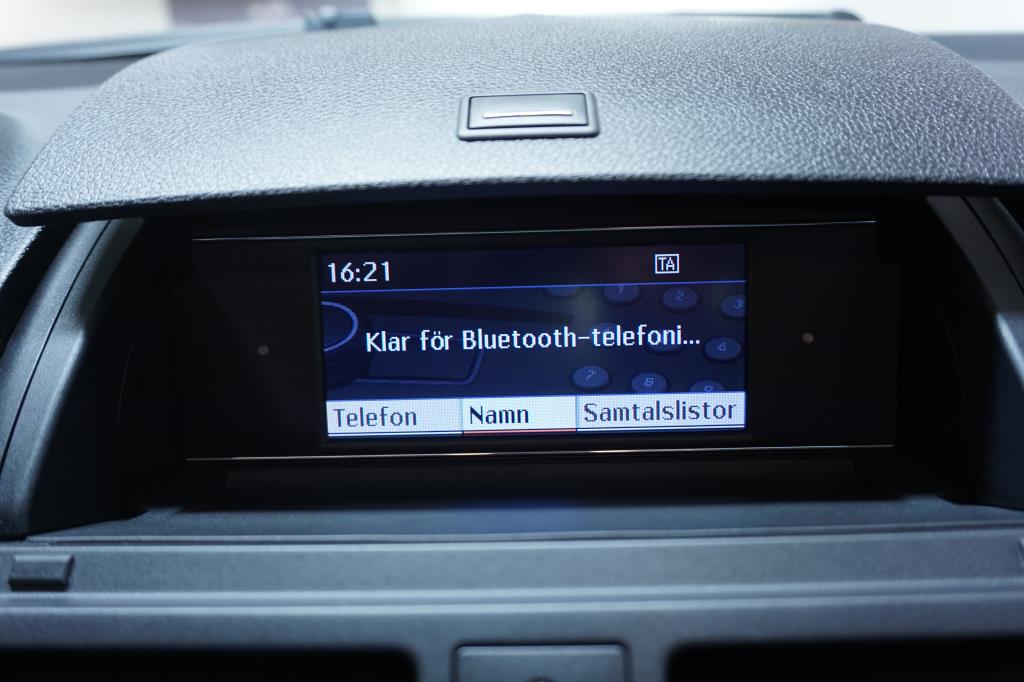 16:21 TA
Klar för Bluetooth-telefoni...
Telefon Namn Samtalslistor